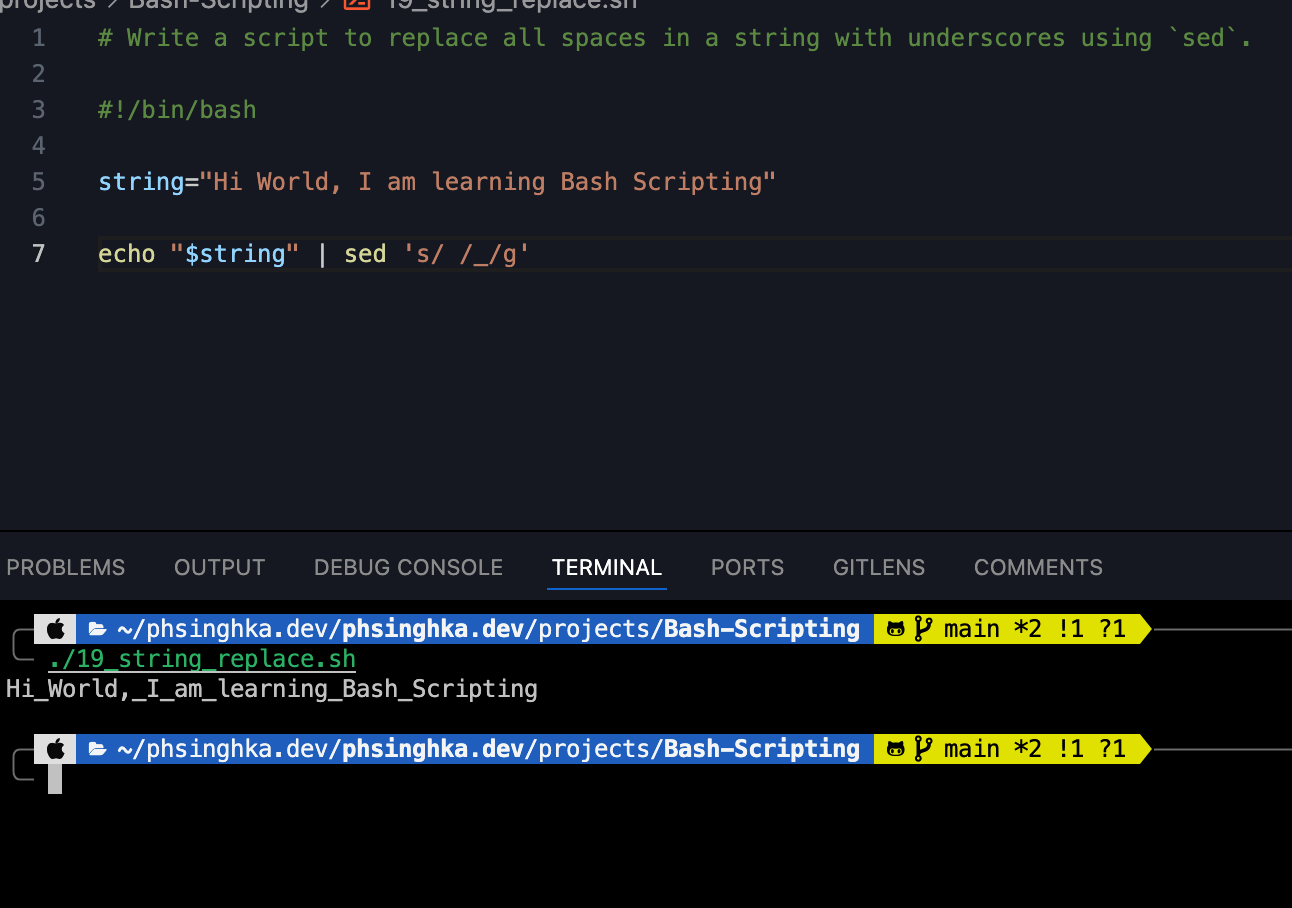 projects > Bash-Scripting > 19_string_replace.sh
1 # Write a script to replace all spaces in a string with underscores using `sed`.
2
3 #!/bin/bash
4
5 string="Hi World, I am learning Bash Scripting"
6
7 echo "$string" | sed 's/ /_/g'
PROBLEMS OUTPUT DEBUG CONSOLE TERMINAL PORTS GITLENS COMMENTS
~/phsinghka.dev/phsinghka.dev/projects/Bash-Scripting main *2 !1 ?1
./19_string_replace.sh
Hi_World,_I_am_learning_Bash_Scripting
~/phsinghka.dev/phsinghka.dev/projects/Bash-Scripting main *2 !1 ?1